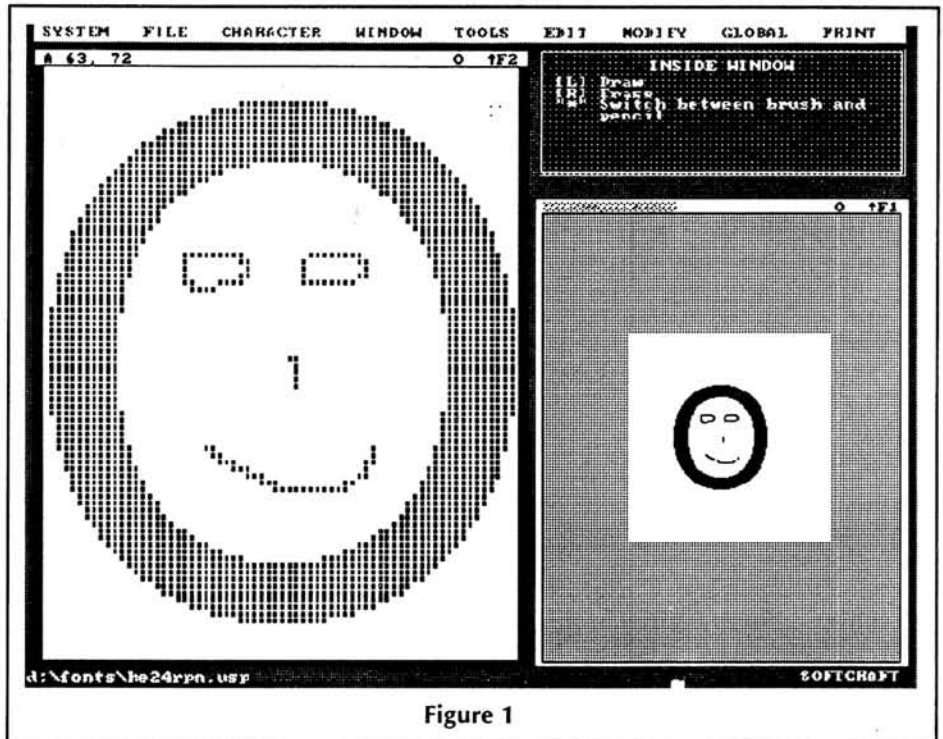 SYSTEM FILE CHARACTER WINDOW TOOLS EDIT MODIFY GLOBAL PRINT
63, 72 O ↑F2
INSIDE WINDOW
[L] Draw
[R] Erase
"*" Switch between brush and
pencil
O ↑F1
d:\fonts\he24rpn.usp
SOFTCRAFT
Figure 1